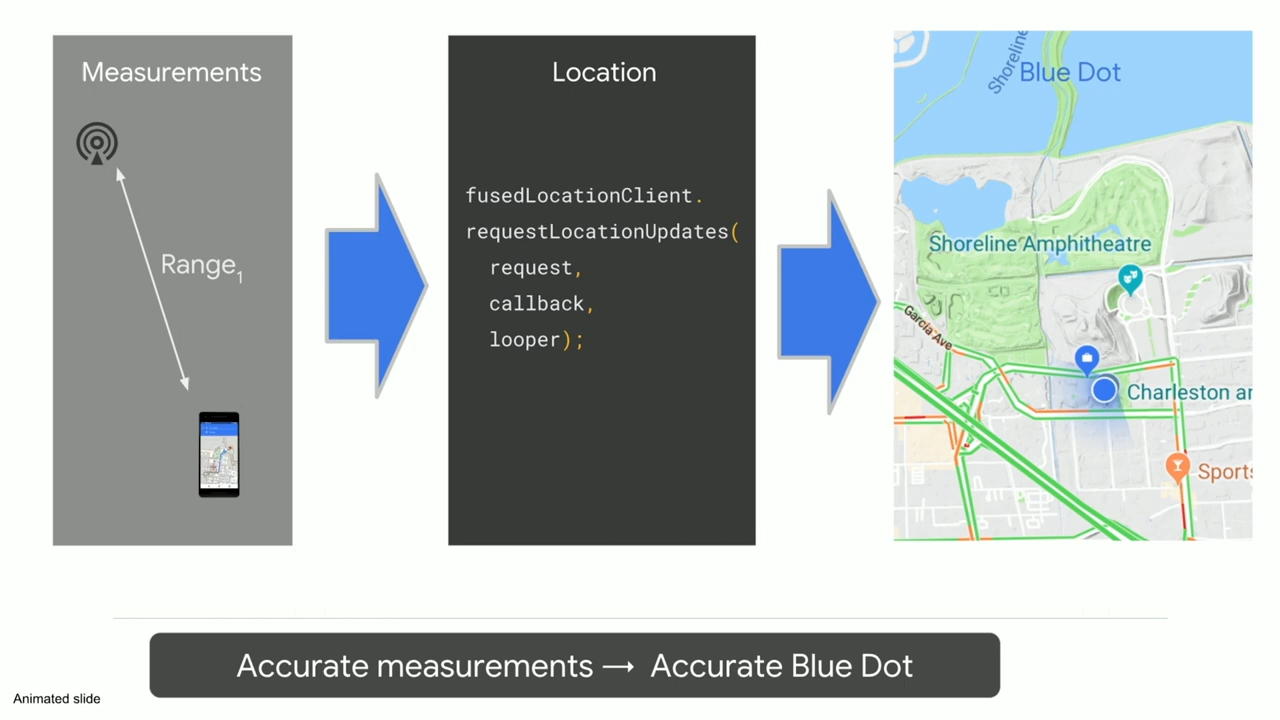 Measurements
Range1
Location
fusedLocationClient.
requestLocationUpdates(
request,
callback,
looper);
Blue Dot
Shoreline
Shoreline Amphitheatre
Garcia Ave
Charleston ar
Sports
Accurate measurements → Accurate Blue Dot
Animated slide